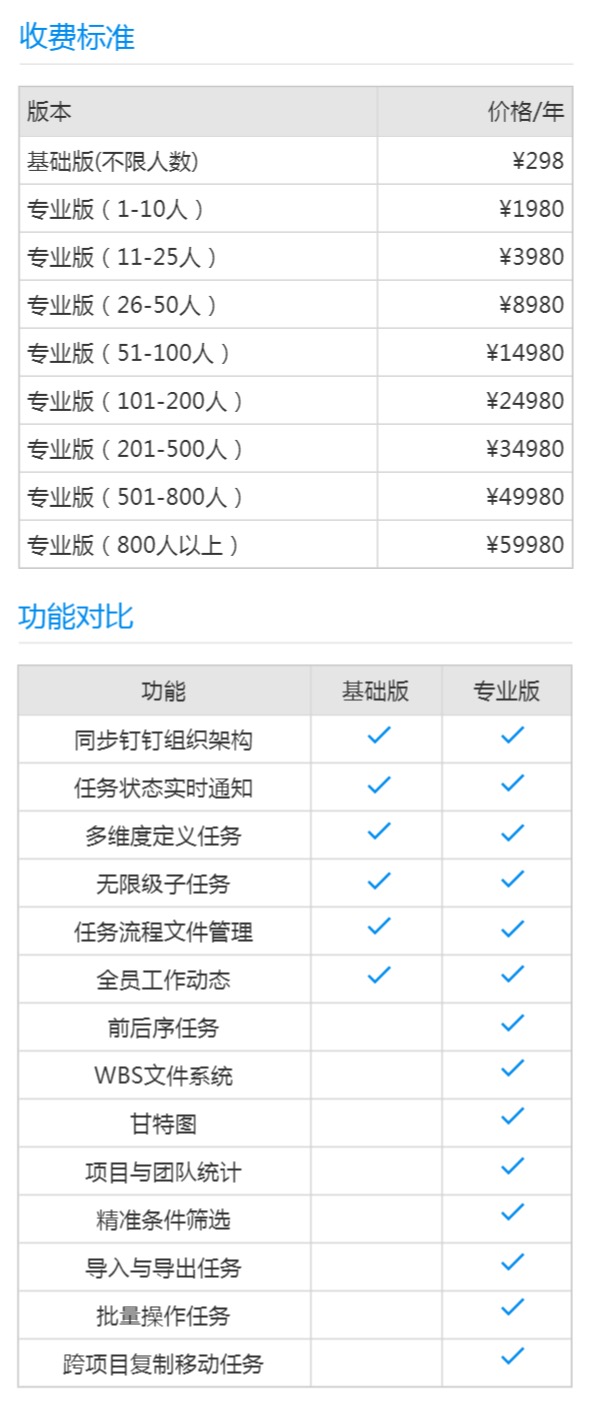 收费标准
版本 价格/年
基础版(不限人数) ¥298
专业版（1-10人） ¥1980
专业版（11-25人） ¥3980
专业版（26-50人） ¥8980
专业版（51-100人） ¥14980
专业版（101-200人） ¥24980
专业版（201-500人） ¥34980
专业版（501-800人） ¥49980
专业版（800人以上） ¥59980
功能对比
功能 基础版 专业版
同步钉钉组织架构 ✓ ✓
任务状态实时通知 ✓ ✓
多维度定义任务 ✓ ✓
无限级子任务 ✓ ✓
任务流程文件管理 ✓ ✓
全员工作动态 ✓ ✓
前后序任务 ✓
WBS文件系统 ✓
甘特图 ✓
项目与团队统计 ✓
精准条件筛选 ✓
导入与导出任务 ✓
批量操作任务 ✓
跨项目复制移动任务 ✓